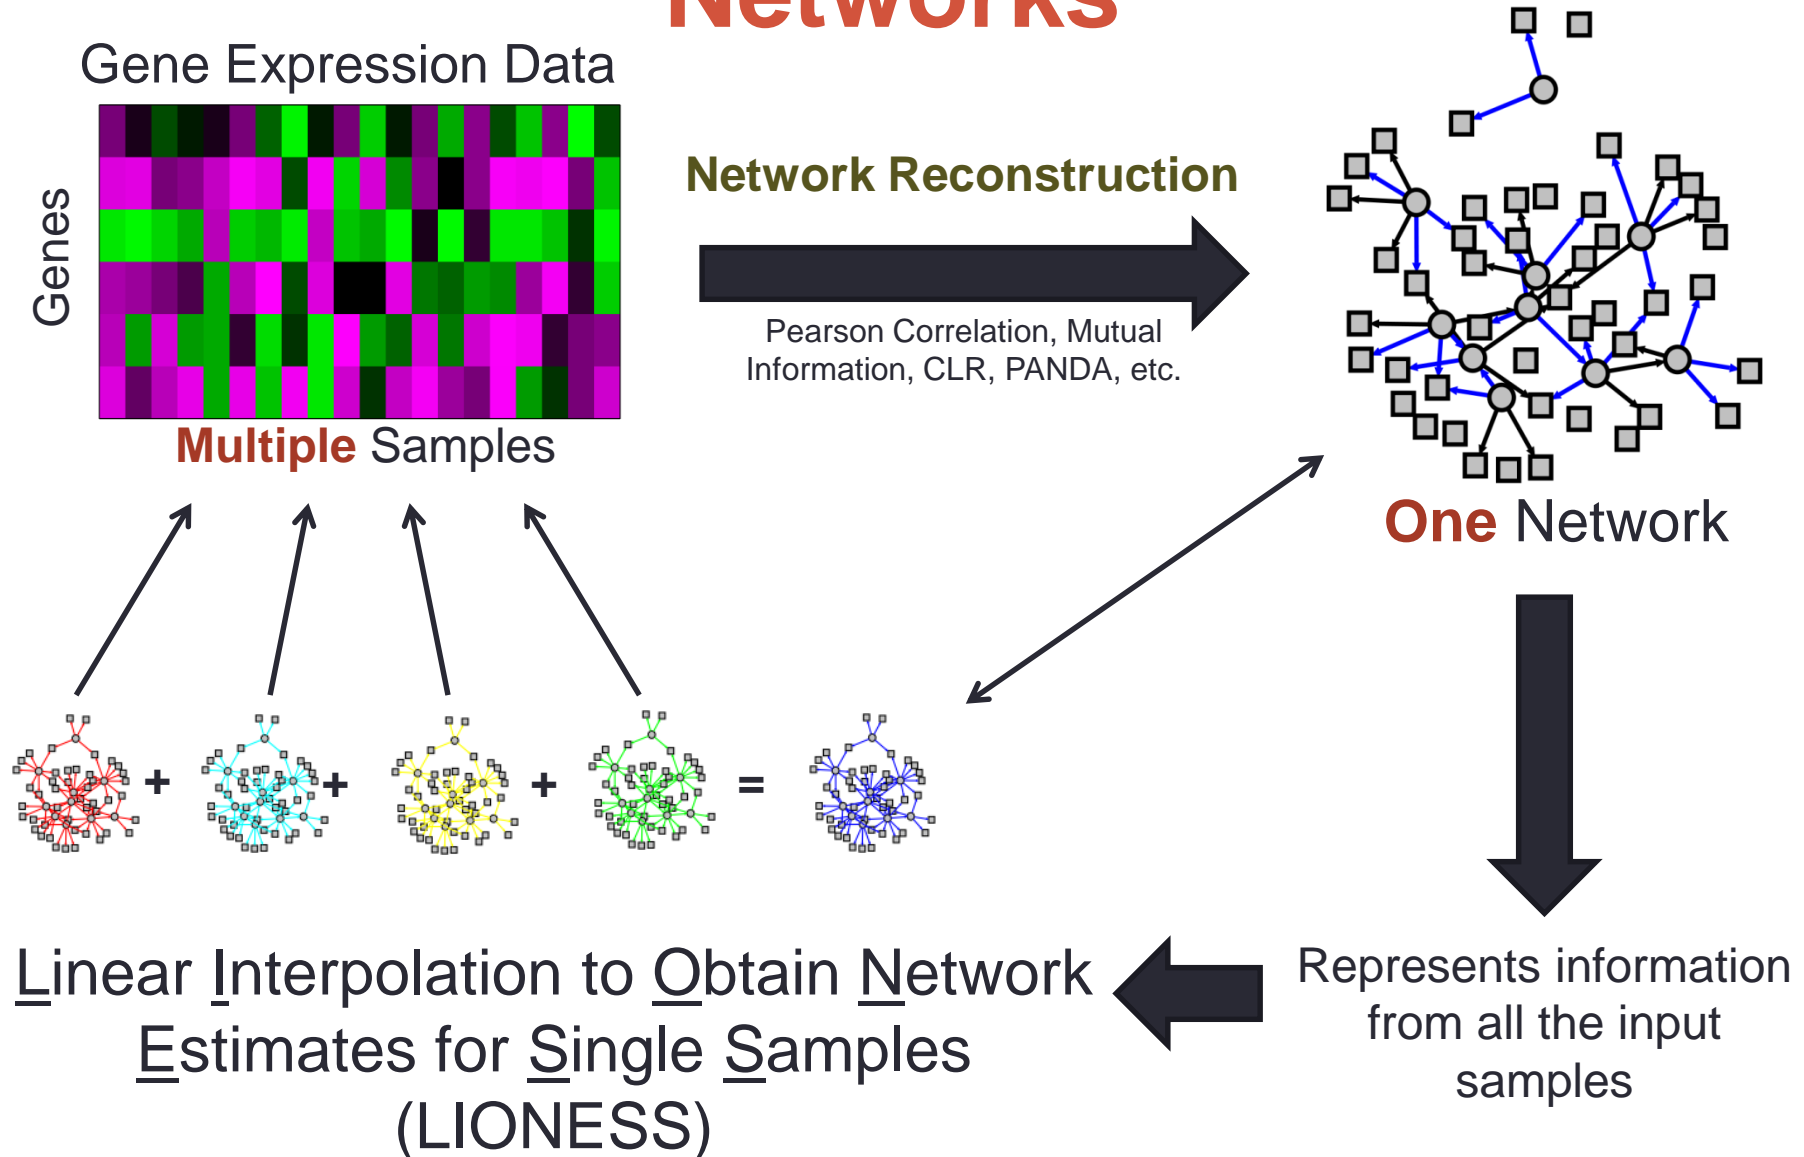 Networks
Gene Expression Data
Genes
Multiple Samples
Network Reconstruction
Pearson Correlation, Mutual
Information, CLR, PANDA, etc.
One Network
+ + + =
Represents information
from all the input
samples
Linear Interpolation to Obtain Network
Estimates for Single Samples
(LIONESS)